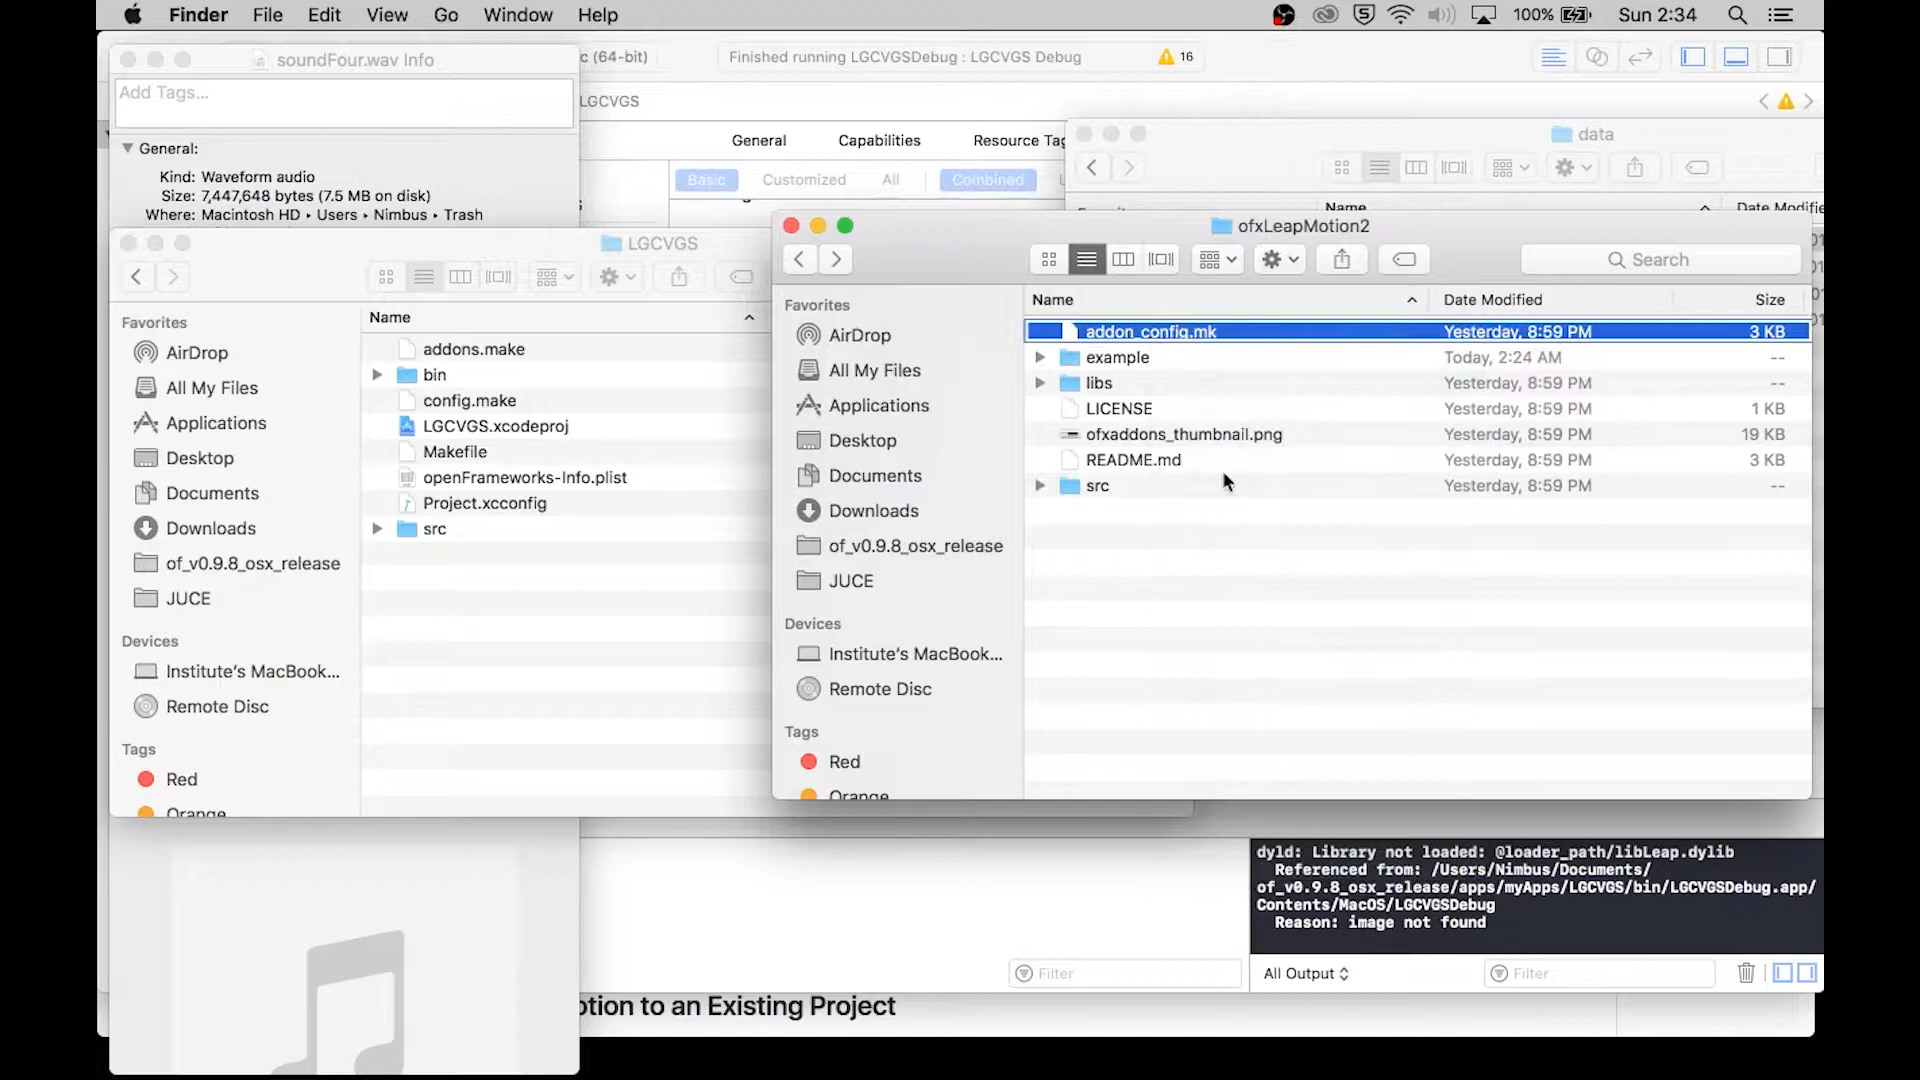 Finder File Edit View Go Window Help 100% Sun 2:34
soundFour.wav Info
Add Tags...
General:
Kind: Waveform audio
Size: 7,447,648 bytes (7.5 MB on disk)
Where: Macintosh HD ▸ Users ▸ Nimbus ▸ Trash
c (64-bit)
Finished running LGCVGSDebug : LGCVGS Debug
16
LGCVGS
General Capabilities Resource Tag
Basic Customized All Combined
data
Name Date Modifie
LGCVGS
Favorites
AirDrop
All My Files
Applications
Desktop
Documents
Downloads
of_v0.9.8_osx_release
JUCE
Devices
Institute's MacBook...
Remote Disc
Tags
Red
Orange
Name
addons.make
bin
config.make
LGCVGS.xcodeproj
Makefile
openFrameworks-Info.plist
Project.xcconfig
src
ofxLeapMotion2
Search
Favorites
AirDrop
All My Files
Applications
Desktop
Documents
Downloads
of_v0.9.8_osx_release
JUCE
Devices
Institute's MacBook...
Remote Disc
Tags
Red
Orange
Name Date Modified Size
addon_config.mk Yesterday, 8:59 PM 3 KB
example Today, 2:24 AM --
libs Yesterday, 8:59 PM --
LICENSE Yesterday, 8:59 PM 1 KB
ofxaddons_thumbnail.png Yesterday, 8:59 PM 19 KB
README.md Yesterday, 8:59 PM 3 KB
src Yesterday, 8:59 PM --
dyld: Library not loaded: @loader_path/libLeap.dylib
Referenced from: /Users/Nimbus/Documents/
of_v0.9.8_osx_release/apps/myApps/LGCVGS/bin/LGCVGSDebug.app/
Contents/MacOS/LGCVGSDebug
Reason: image not found
Filter
All Output
Filter
otion to an Existing Project